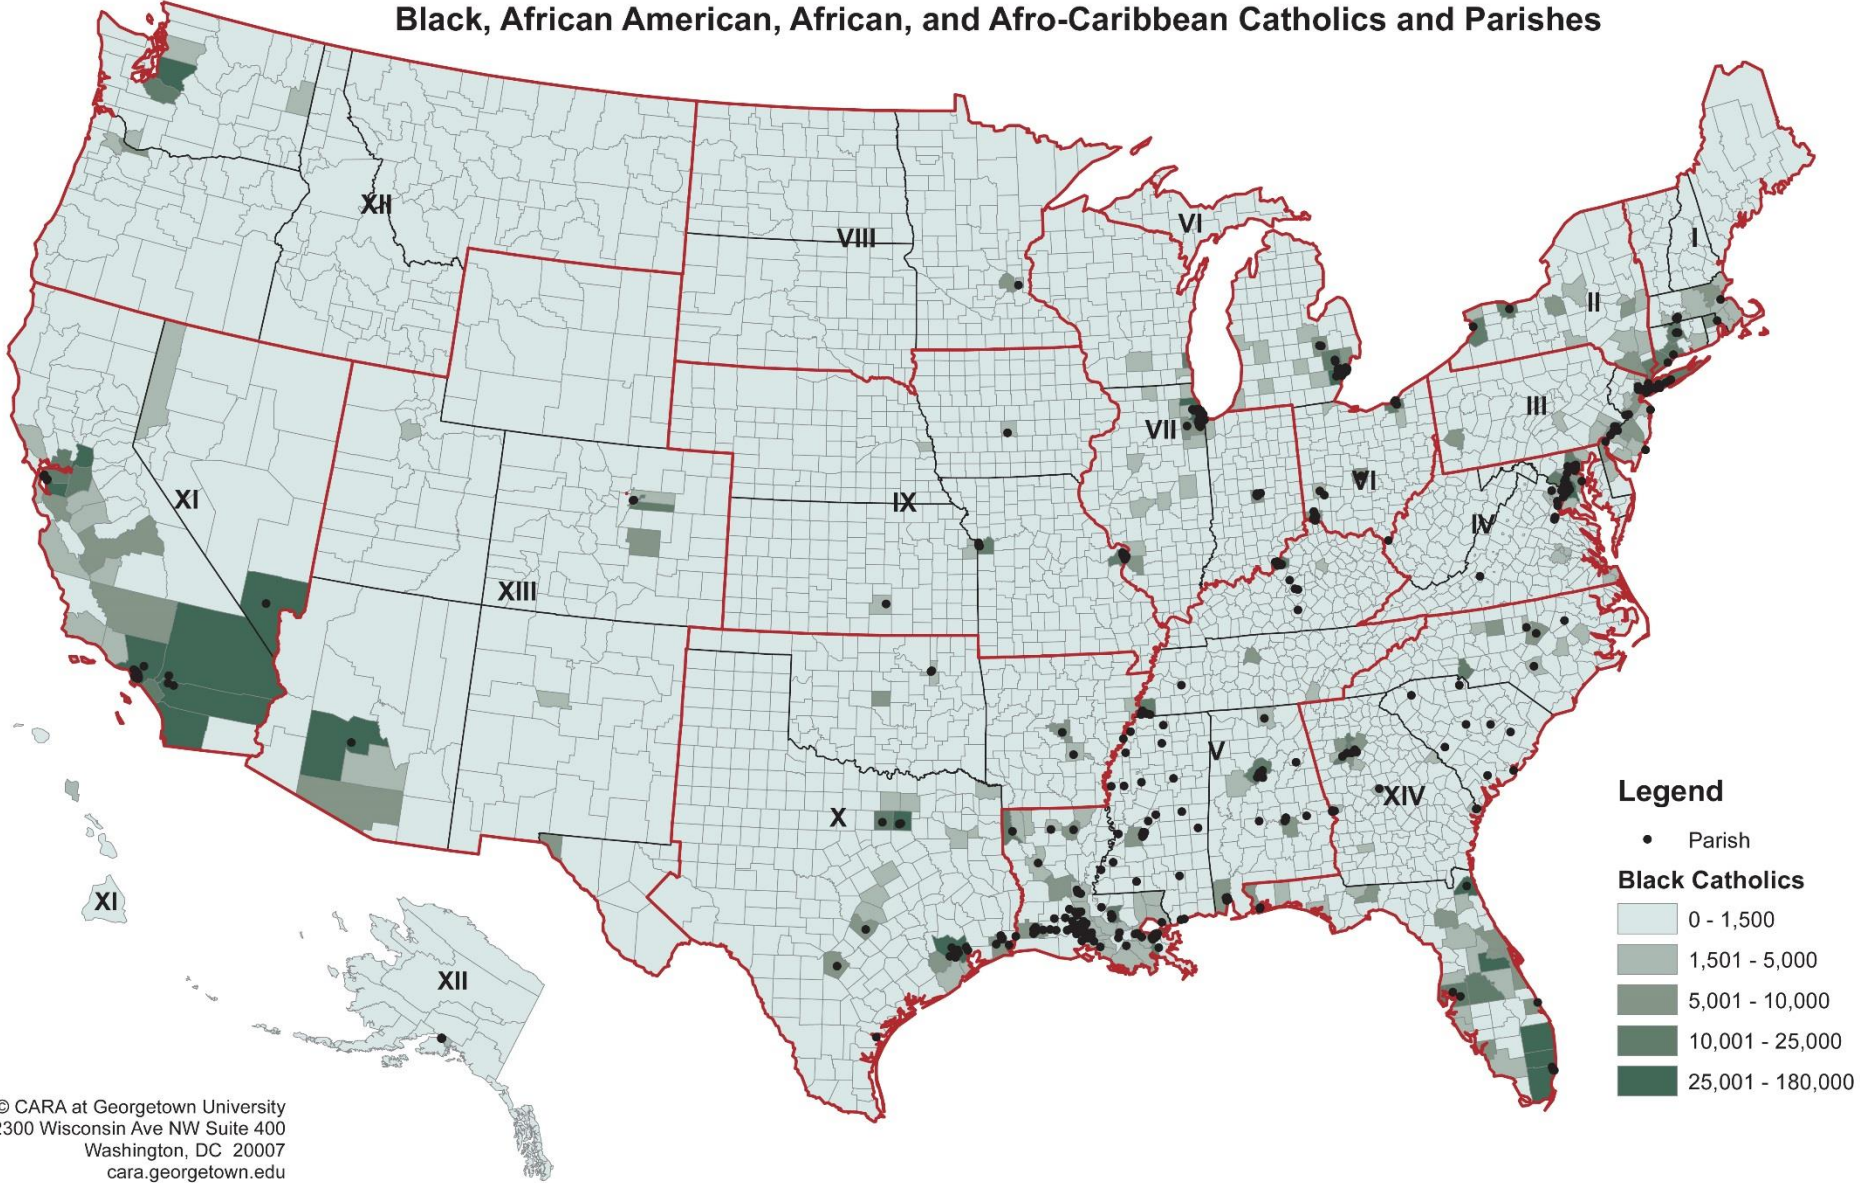 Black, African American, African, and Afro-Caribbean Catholics and Parishes
XII
VIII
VI
I
II
III
VII
VI
XI
IX
IV
XIII
V
X
XIV
XI
XII
Legend
Parish
Black Catholics
0 - 1,500
1,501 - 5,000
5,001 - 10,000
10,001 - 25,000
25,001 - 180,000
© CARA at Georgetown University
2300 Wisconsin Ave NW Suite 400
Washington, DC 20007
cara.georgetown.edu